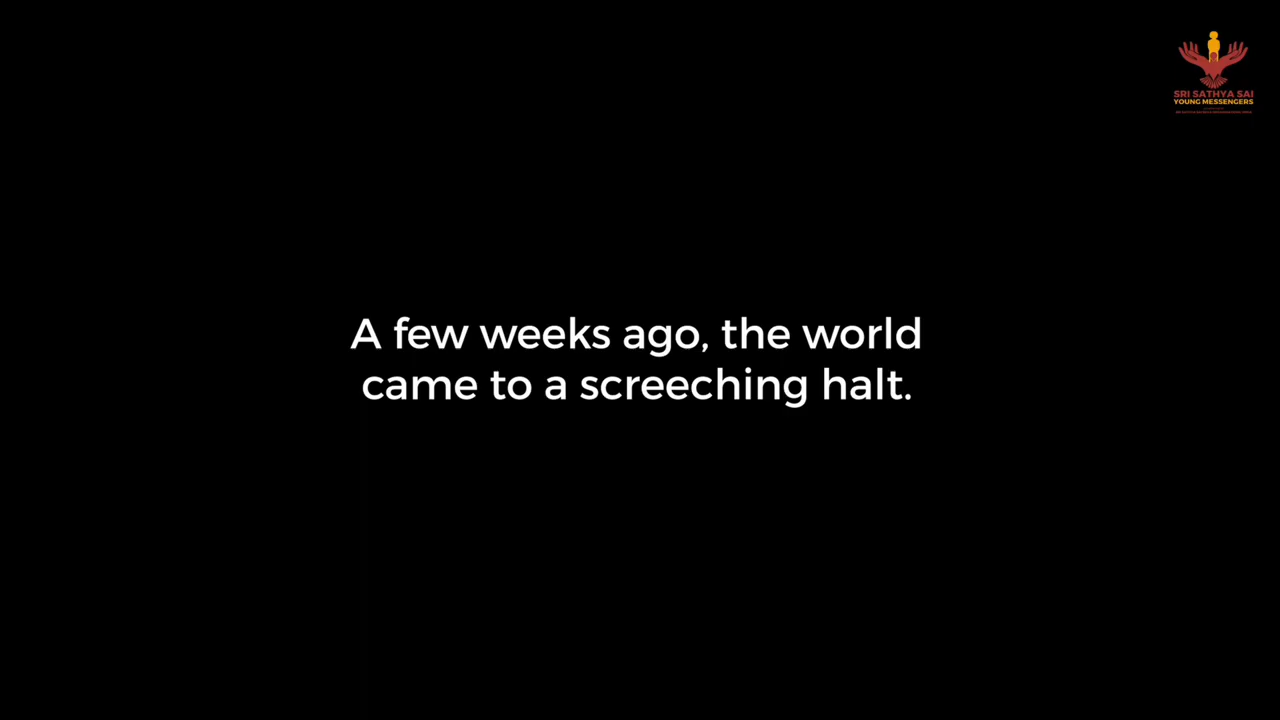 SRI SATHYA SAI
YOUNG MESSENGERS
A few weeks ago, the world
came to a screeching halt.